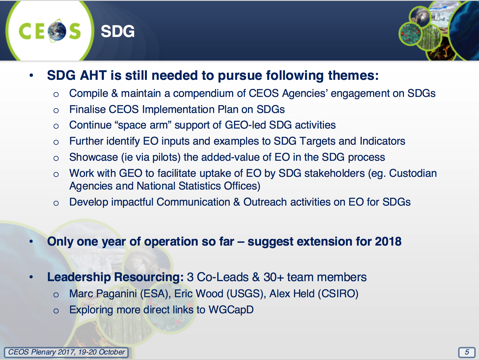 CEOS
SDG
• SDG AHT is still needed to pursue following themes:
o Compile & maintain a compendium of CEOS Agencies' engagement on SDGs
o Finalise CEOS Implementation Plan on SDGs
o Continue “space arm” support of GEO-led SDG activities
o Further identify EO inputs and examples to SDG Targets and Indicators
o Showcase (ie via pilots) the added-value of EO in the SDG process
o Work with GEO to facilitate uptake of EO by SDG stakeholders (eg. Custodian
Agencies and National Statistics Offices)
o Develop impactful Communication & Outreach activities on EO for SDGs
• Only one year of operation so far – suggest extension for 2018
• Leadership Resourcing: 3 Co-Leads & 30+ team members
o Marc Paganini (ESA), Eric Wood (USGS), Alex Held (CSIRO)
o Exploring more direct links to WGCapD
CEOS Plenary 2017, 19-20 October
5